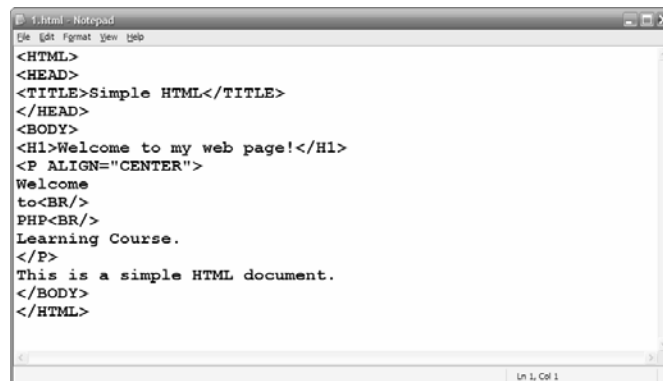 1.html - Notepad
File Edit Format View Help
<HTML>
<HEAD>
<TITLE>Simple HTML</TITLE>
</HEAD>
<BODY>
<H1>Welcome to my web page!</H1>
<P ALIGN="CENTER">
Welcome
to<BR/>
PHP<BR/>
Learning Course.
</P>
This is a simple HTML document.
</BODY>
</HTML>
Ln 1, Col 1